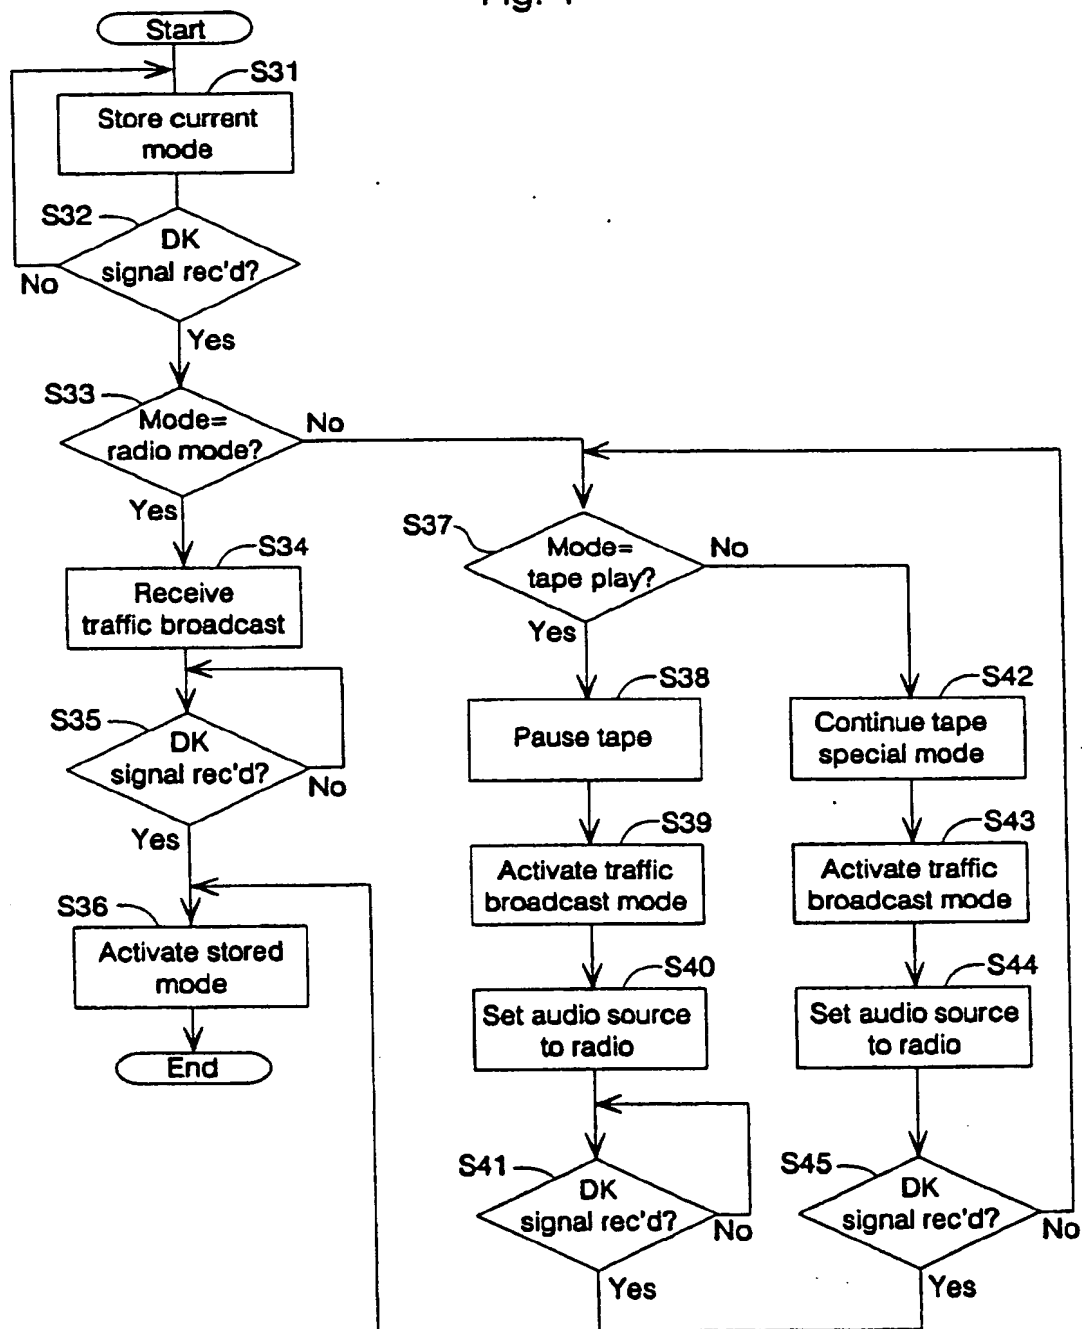 Start
S31
Store current
mode
S32
DK
signal rec'd?
No
Yes
S33
Mode=
radio mode?
No
Yes
S34
Receive
traffic broadcast
S35
DK
signal rec'd?
No
Yes
S36
Activate stored
mode
End
S37
Mode=
tape play?
No
Yes
S38
Pause tape
S39
Activate traffic
broadcast mode
S40
Set audio source
to radio
S41
DK
signal rec'd?
No
Yes
S42
Continue tape
special mode
S43
Activate traffic
broadcast mode
S44
Set audio source
to radio
S45
DK
signal rec'd?
No
Yes